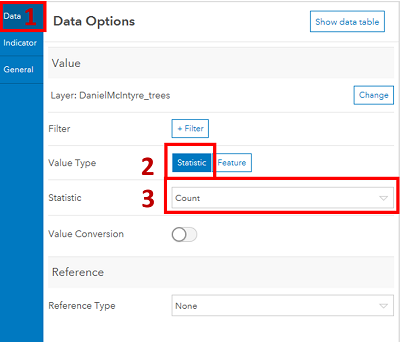 Data 1
Indicator
General
Data Options
Show data table
Value
Layer: DanielMcIntyre_trees
Change
Filter
+ Filter
Value Type
2
Statistic
Feature
Statistic
3
Count
Value Conversion
Reference
Reference Type
None